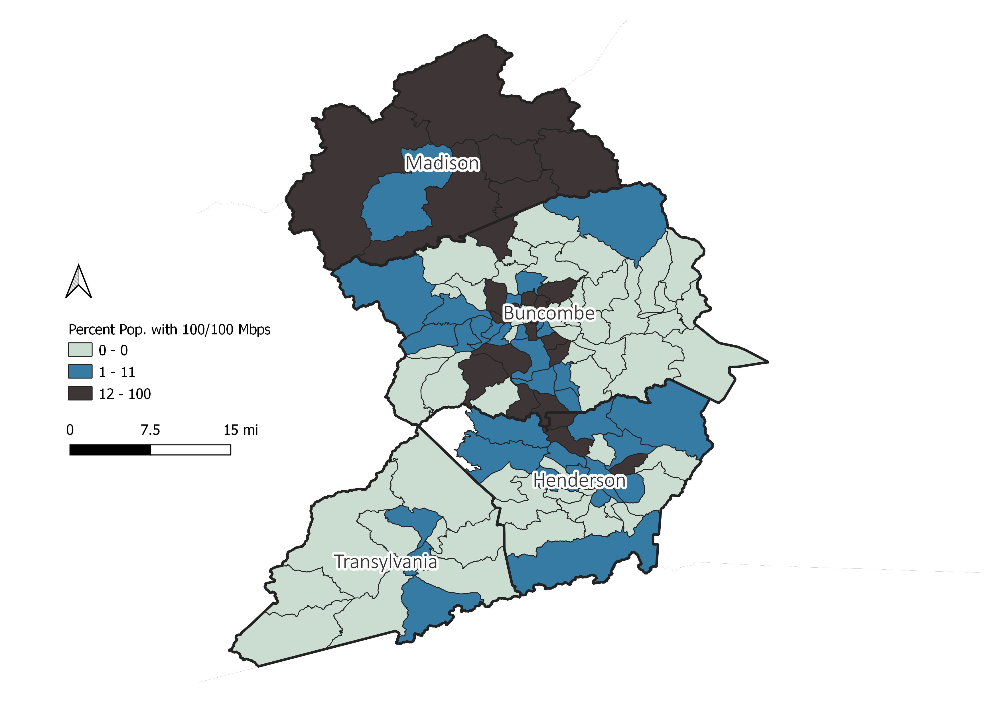 Madison
Buncombe
Percent Pop. with 100/100 Mbps
0 - 0
1 - 11
12 - 100
0 7.5 15 mi
Henderson
Transylvania